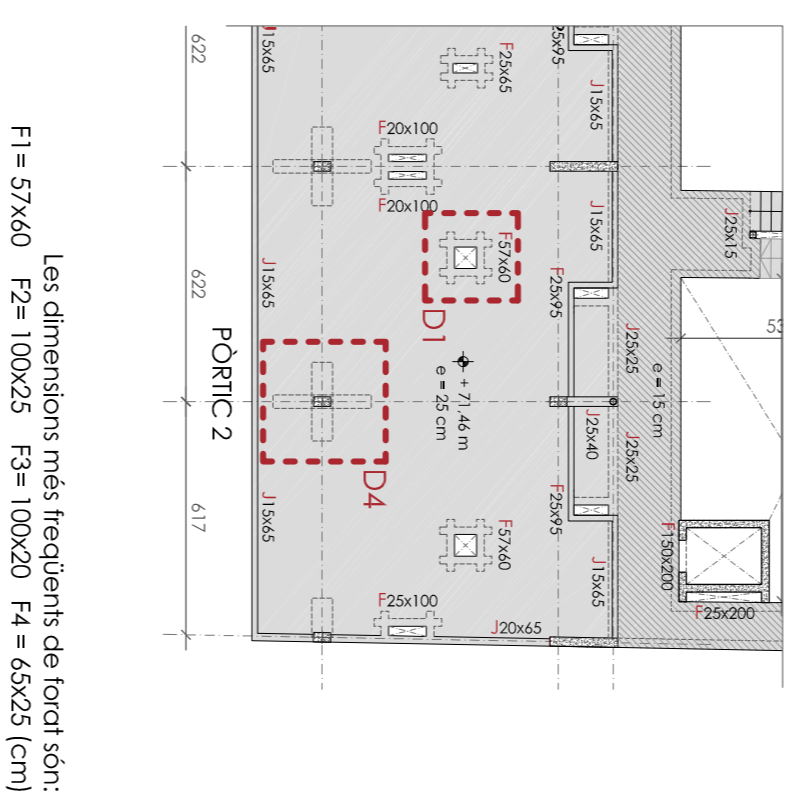 622
J15x65
F25x65
25x95
J15x65
F20x100
F20x100
J15x65
J25x15
F57x60
622
J15x65
F25x95
D1
53
PÒRTIC 2
+ 71,46 m
e = 25 cm
J25x25
e = 15 cm
J25x40
J25x25
D4
617
J15x65
F57x60
F25x95
F150x200
J15x65
F25x100
J20x65
F25x200
Les dimensions més freqüents de forat són:
F1= 57x60 F2= 100x25 F3= 100x20 F4 = 65x25 (cm)